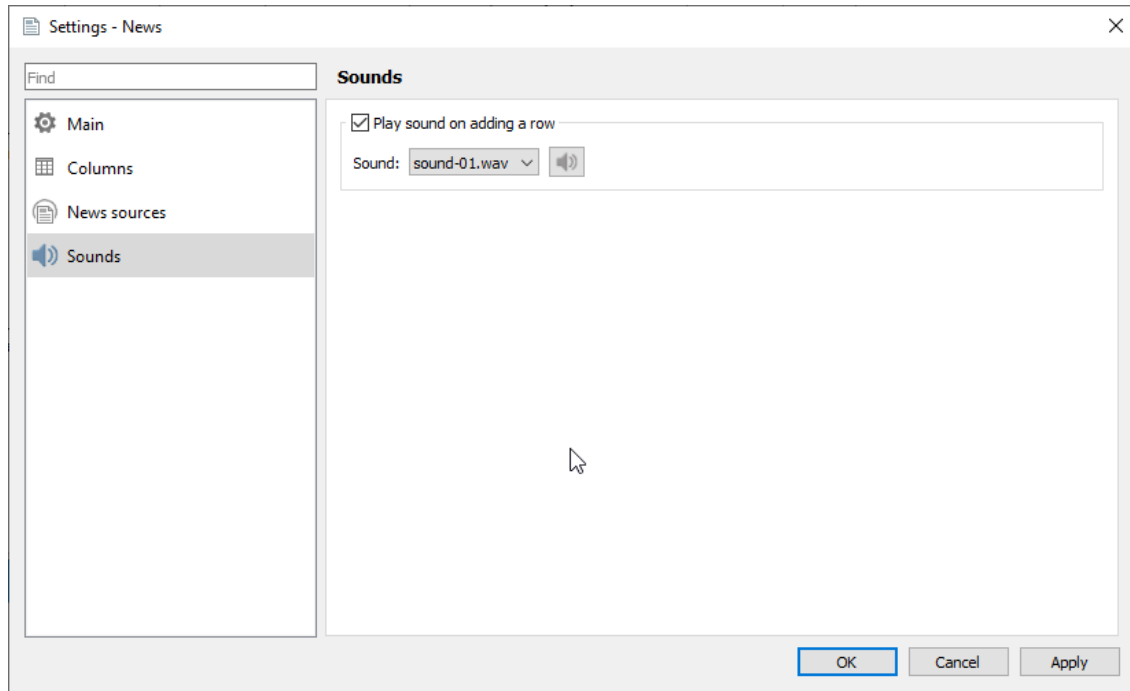 Settings - News
Find
Main
Columns
News sources
Sounds
Sounds
Play sound on adding a row
Sound: sound-01.wav
OK Cancel Apply